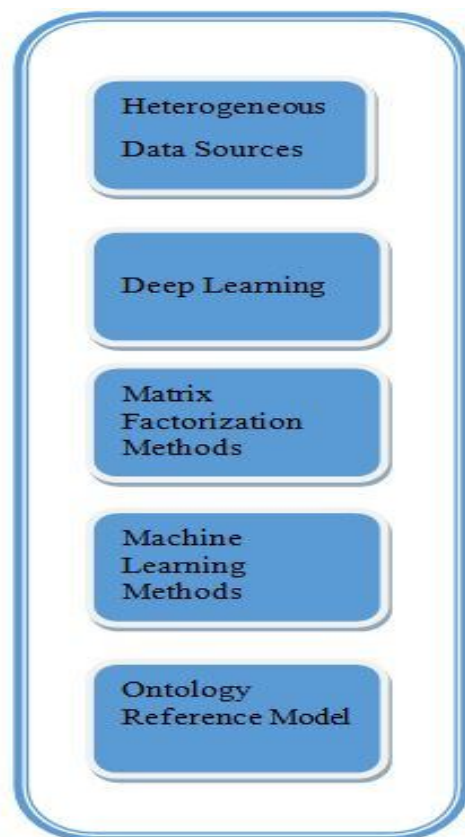 Heterogeneous
Data Sources
Deep Learning
Matrix
Factorization
Methods
Machine
Learning
Methods
Ontology
Reference Model